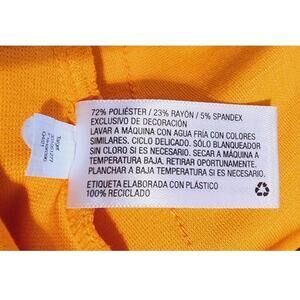 72% POLIÉSTER / 23% RAYÓN / 5% SPANDEX
EXCLUSIVO DE DECORACIÓN
LAVAR A MÁQUINA CON AGUA FRÍA CON COLORES
SIMILARES. CICLO DELICADO. SÓLO BLANQUEADOR
SIN CLORO SI ES NECESARIO. SECAR A MÁQUINA A
TEMPERATURA BAJA. RETIRAR OPORTUNAMENTE.
PLANCHAR A BAJA TEMPERATURA SI ES NECESARIO.
ETIQUETA ELABORADA CON PLÁSTICO
100% RECICLADO
Target